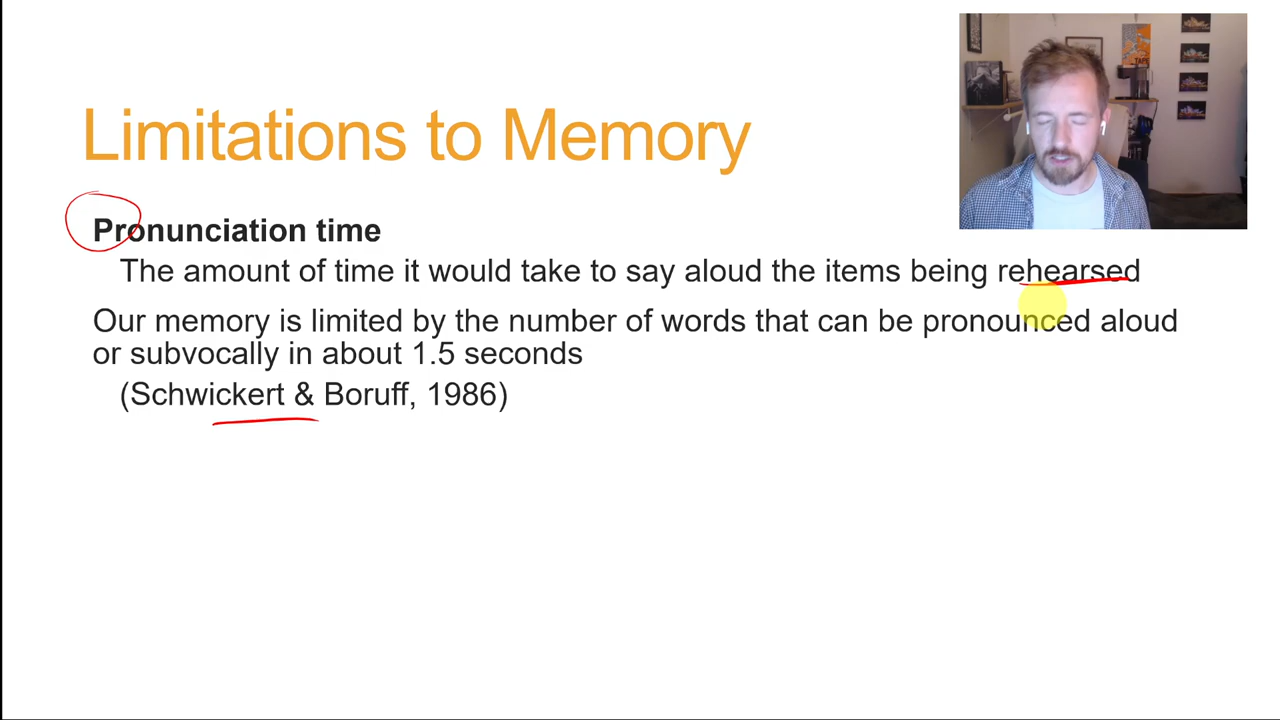 Limitations to Memory
Pronunciation time
The amount of time it would take to say aloud the items being rehearsed
Our memory is limited by the number of words that can be pronounced aloud
or subvocally in about 1.5 seconds
(Schwickert & Boruff, 1986)
TAPE